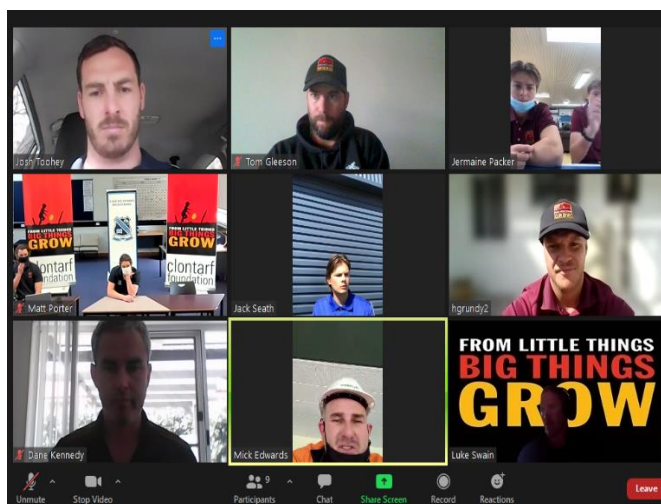 Josh Toohey
Tom Gleeson
Jermaine Packer
FROM LITTLE THINGS
BIG THINGS
GROW
clontarf
foundation
FROM LITTLE THINGS
BIG THINGS
GROW
clontarf
foundation
Matt Porter
Jack Seath
GROW
hgrundy2
Dane Kennedy
Mick Edwards
FROM LITTLE THINGS
BIG THINGS
GROW
Luke Swain
Unmute
Stop Video
9
Participants
Chat
Share Screen
Record
Reactions
Leave